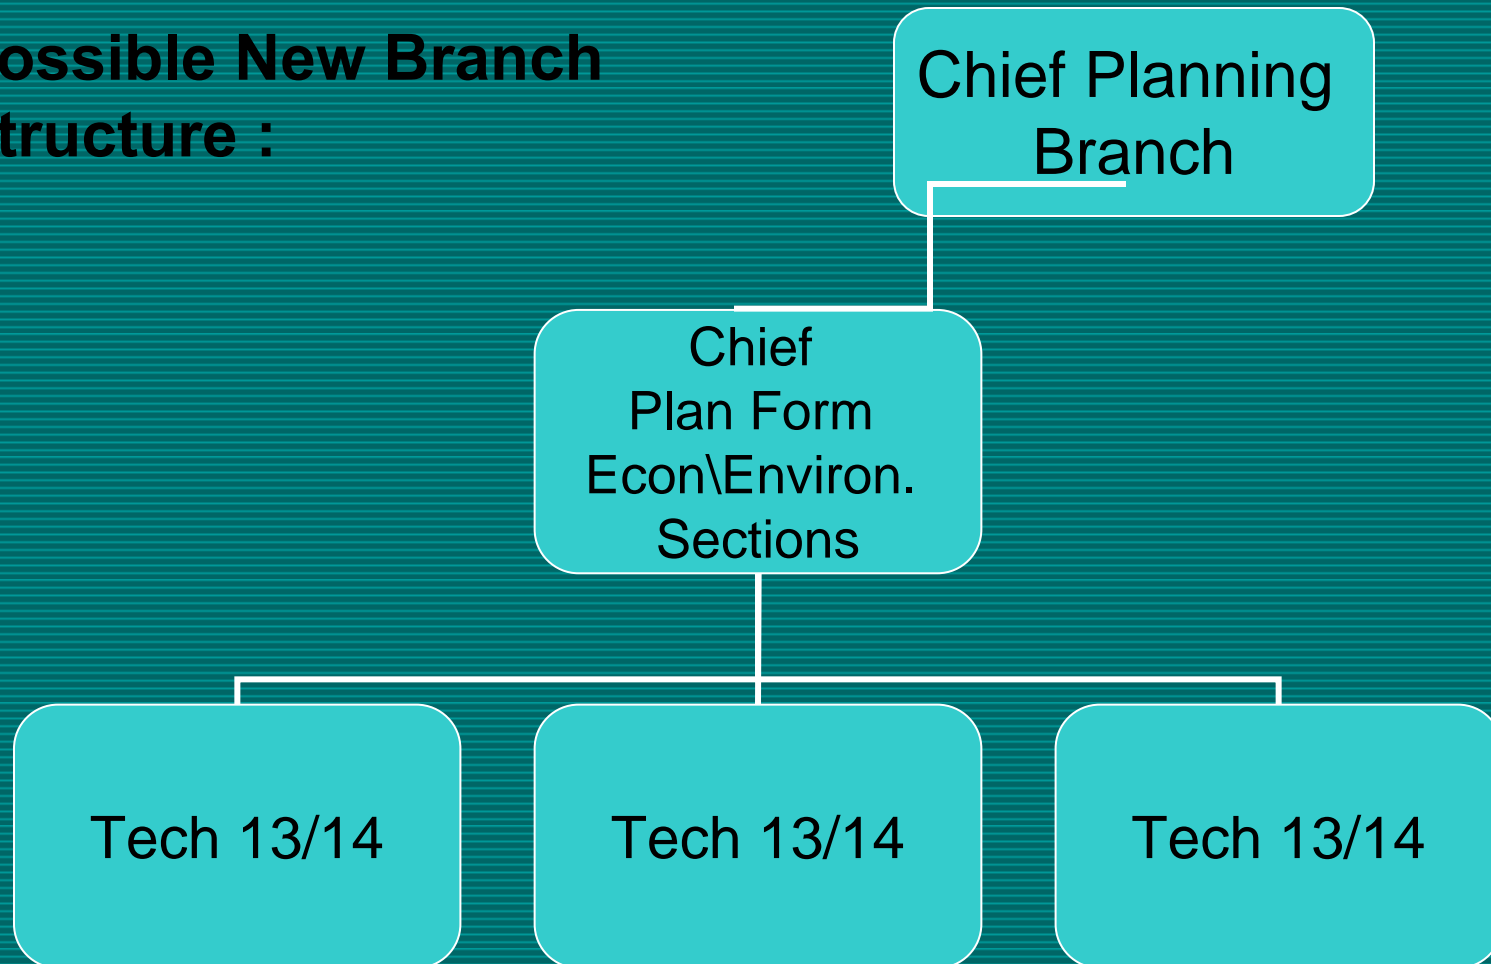 ossible New Branch
tructure :
Chief Planning
Branch
Chief
Plan Form
Econ\Environ.
Sections
Tech 13/14
Tech 13/14
Tech 13/14